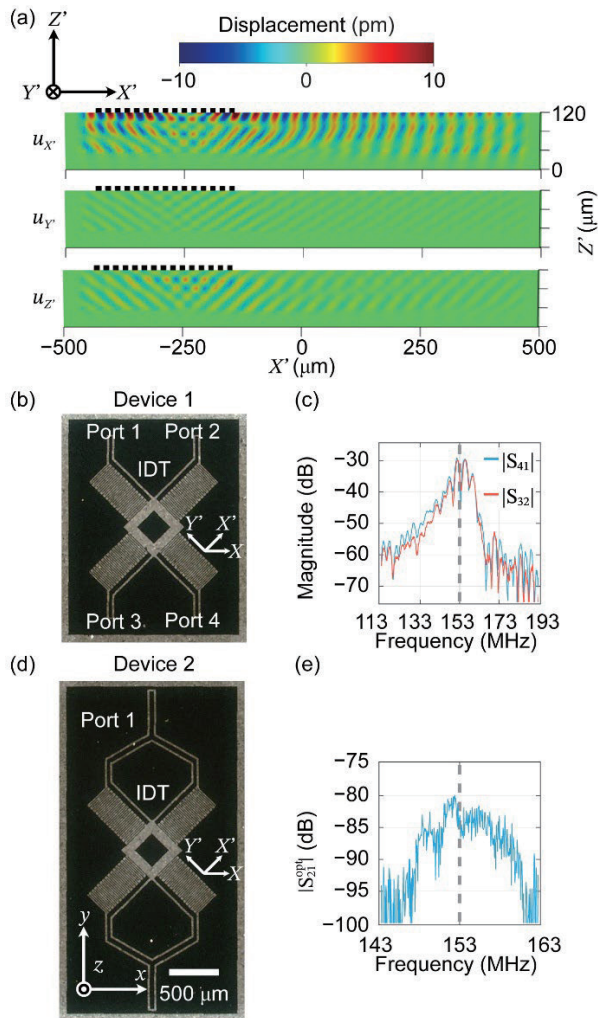 (a)
Z'
Displacement (pm)
Y' X' −10 0 10
120
u_X'
0
u_Y'
Z' (μm)
u_Z'
−500 −250 0 250 500
X' (μm)
(b) Device 1 (c)
Port 1 Port 2
IDT
Y' X'
X
Port 3 Port 4
−30
−40
−50
−60
−70
Magnitude (dB)
|S41|
|S32|
113 133 153 173 193
Frequency (MHz)
(d) Device 2 (e)
Port 1
IDT
Y' X'
X
y
z x
500 μm
−75
−80
−85
−90
−95
−100
|S21^opt| (dB)
143 153 163
Frequency (MHz)